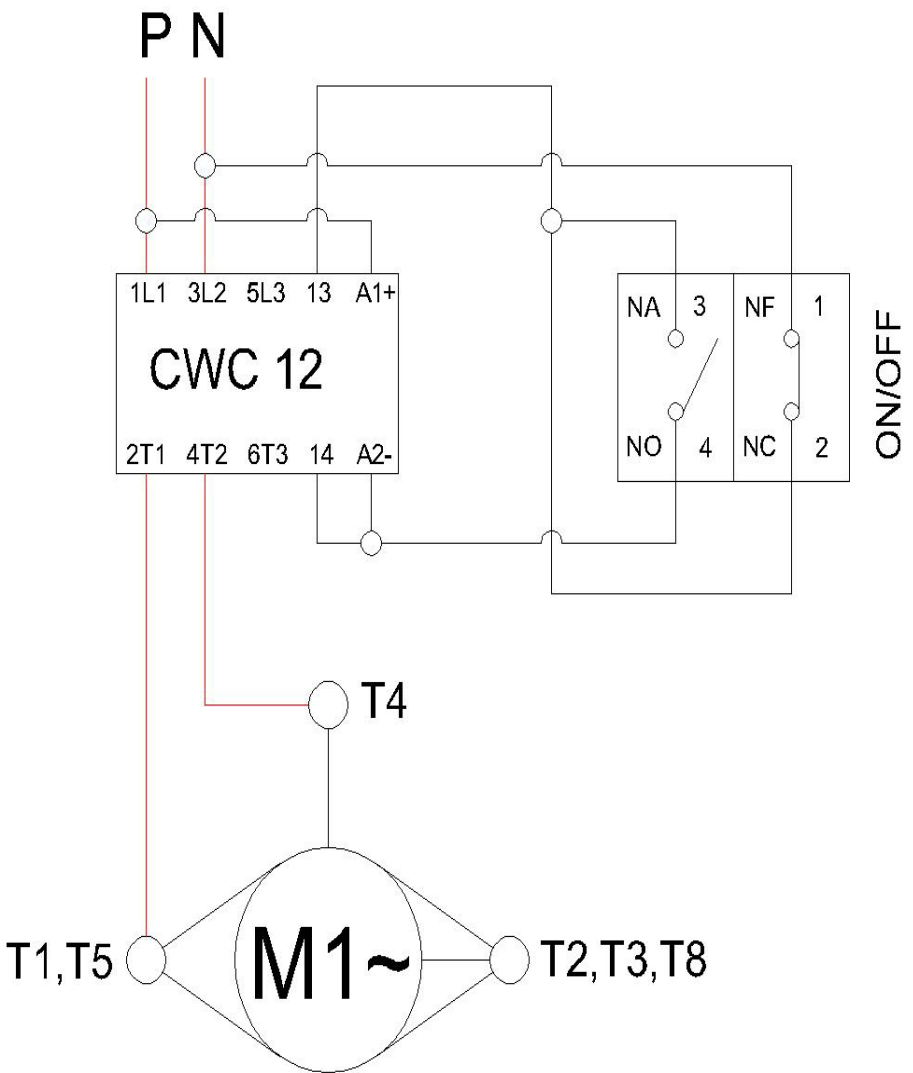 P N
1L1 3L2 5L3 13 A1+
CWC 12
2T1 4T2 6T3 14 A2-
NA 3 NF 1
NO 4 NC 2
ON/OFF
T4
M1~
T1,T5
T2,T3,T8